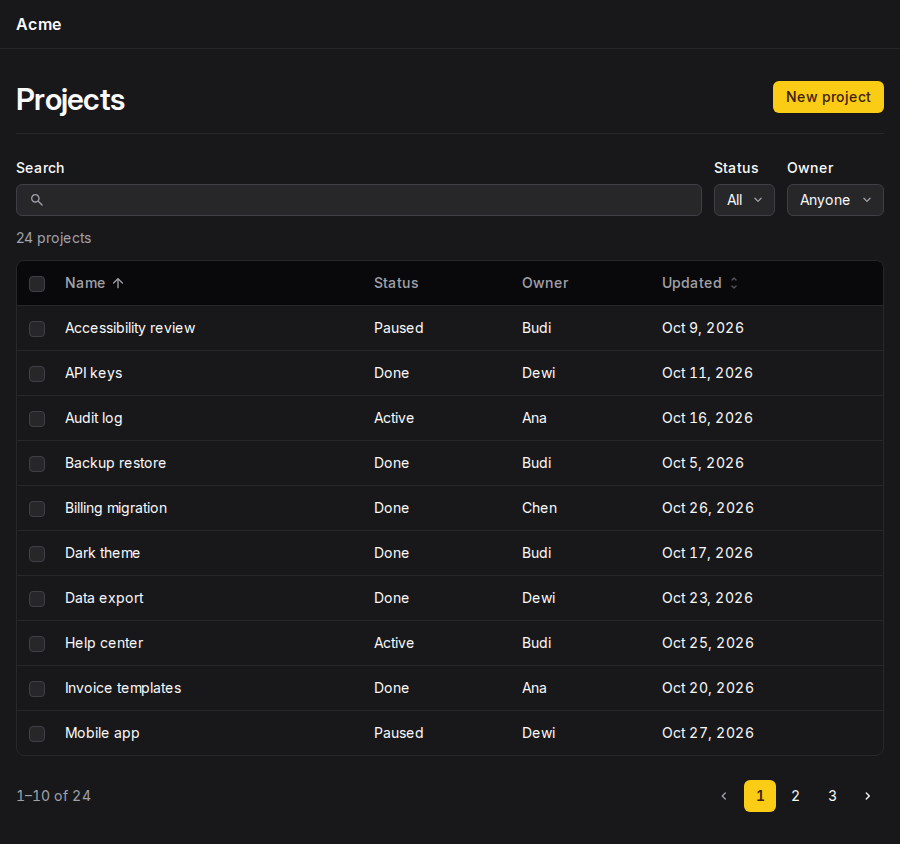 Acme
Projects
New project
Search
Status
Owner
All
Anyone
24 projects
Name Status Owner Updated
Accessibility review Paused Budi Oct 9, 2026
API keys Done Dewi Oct 11, 2026
Audit log Active Ana Oct 16, 2026
Backup restore Done Budi Oct 5, 2026
Billing migration Done Chen Oct 26, 2026
Dark theme Done Budi Oct 17, 2026
Data export Done Dewi Oct 23, 2026
Help center Active Budi Oct 25, 2026
Invoice templates Done Ana Oct 20, 2026
Mobile app Paused Dewi Oct 27, 2026
1–10 of 24
1 2 3